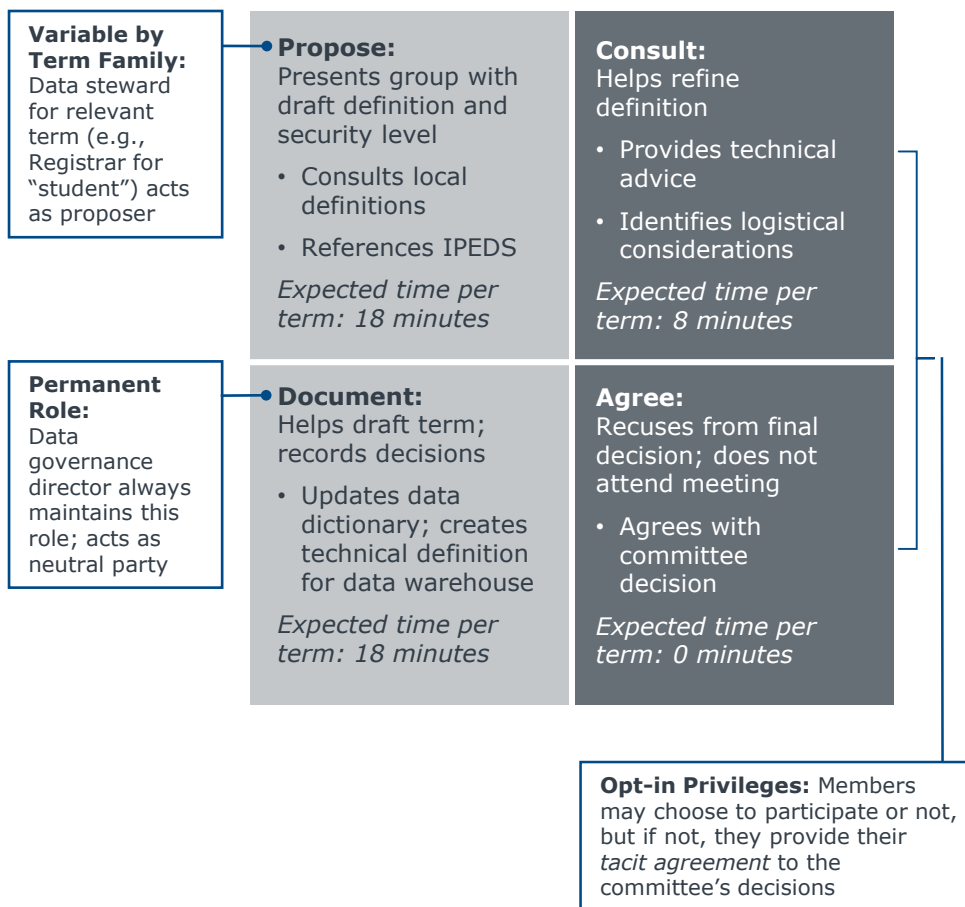 Variable by
Term Family:
Data steward
for relevant
term (e.g.,
Registrar for
“student”) acts
as proposer
Propose:
Presents group with
draft definition and
security level
• Consults local
definitions
• References IPEDS
Expected time per
term: 18 minutes
Consult:
Helps refine
definition
• Provides technical
advice
• Identifies logistical
considerations
Expected time per
term: 8 minutes
Permanent
Role:
Data
governance
director always
maintains this
role; acts as
neutral party
Document:
Helps draft term;
records decisions
• Updates data
dictionary; creates
technical definition
for data warehouse
Expected time per
term: 18 minutes
Agree:
Recuses from final
decision; does not
attend meeting
• Agrees with
committee
decision
Expected time per
term: 0 minutes
Opt-in Privileges: Members
may choose to participate or not,
but if not, they provide their
tacit agreement to the
committee’s decisions